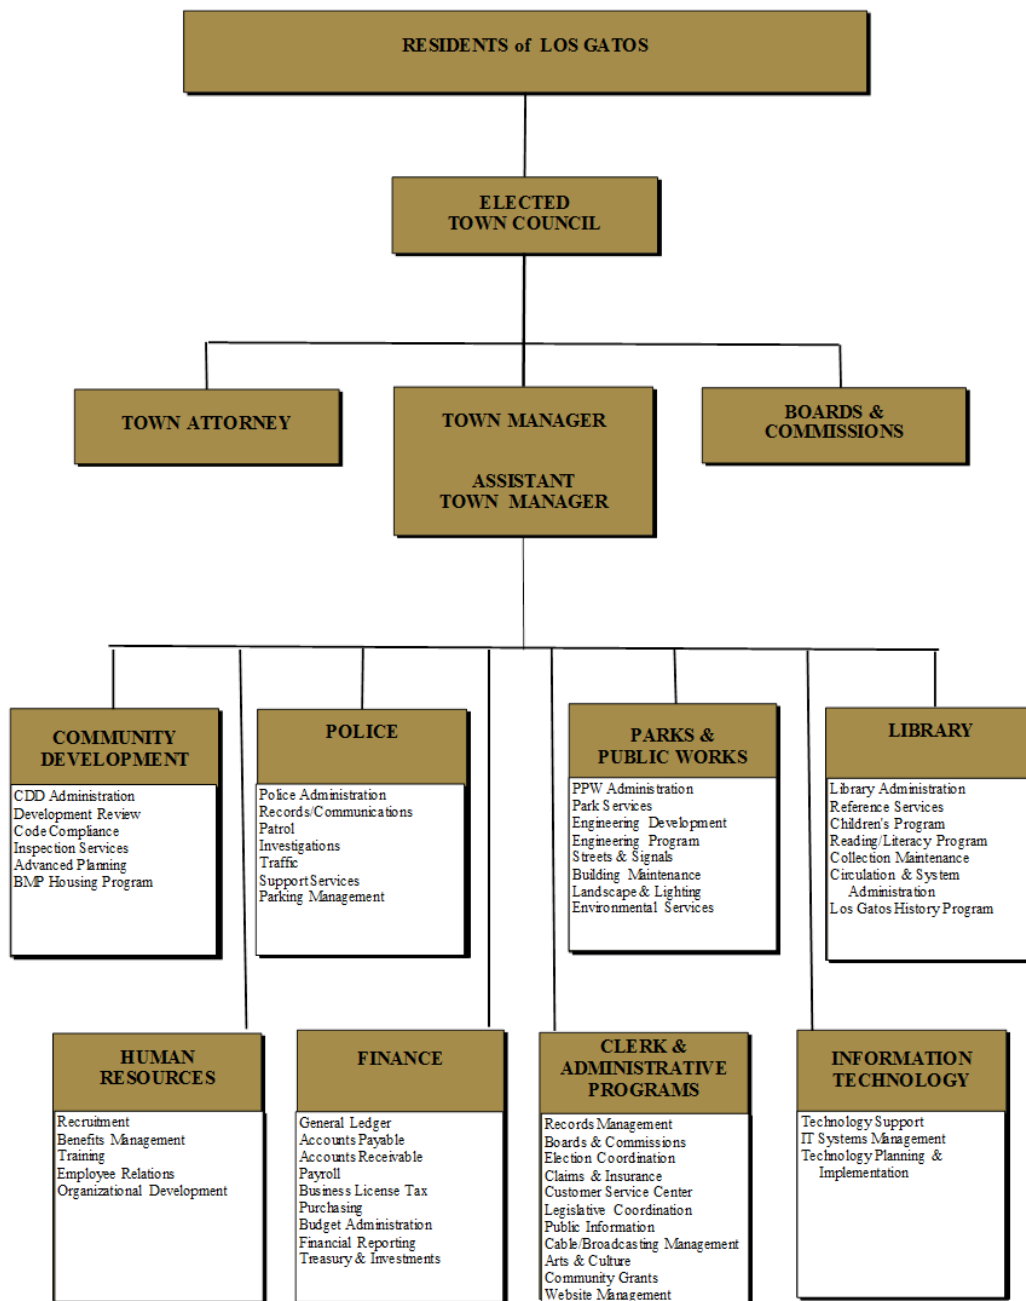 RESIDENTS of LOS GATOS
ELECTED
TOWN COUNCIL
TOWN ATTORNEY
TOWN MANAGER
ASSISTANT
TOWN MANAGER
BOARDS &
COMMISSIONS
COMMUNITY
DEVELOPMENT
CDD Administration
Development Review
Code Compliance
Inspection Services
Advanced Planning
BMP Housing Program
POLICE
Police Administration
Records/Communications
Patrol
Investigations
Traffic
Support Services
Parking Management
PARKS &
PUBLIC WORKS
PPW Administration
Park Services
Engineering Development
Engineering Program
Streets & Signals
Building Maintenance
Landscape & Lighting
Environmental Services
LIBRARY
Library Administration
Reference Services
Children's Program
Reading/Literacy Program
Collection Maintenance
Circulation & System
Administration
Los Gatos History Program
HUMAN
RESOURCES
Recruitment
Benefits Management
Training
Employee Relations
Organizational Development
FINANCE
General Ledger
Accounts Payable
Accounts Receivable
Payroll
Business License Tax
Purchasing
Budget Administration
Financial Reporting
Treasury & Investments
CLERK &
ADMINISTRATIVE
PROGRAMS
Records Management
Boards & Commissions
Election Coordination
Claims & Insurance
Customer Service Center
Legislative Coordination
Public Information
Cable/Broadcasting Management
Arts & Culture
Community Grants
Website Management
INFORMATION
TECHNOLOGY
Technology Support
IT Systems Management
Technology Planning &
Implementation